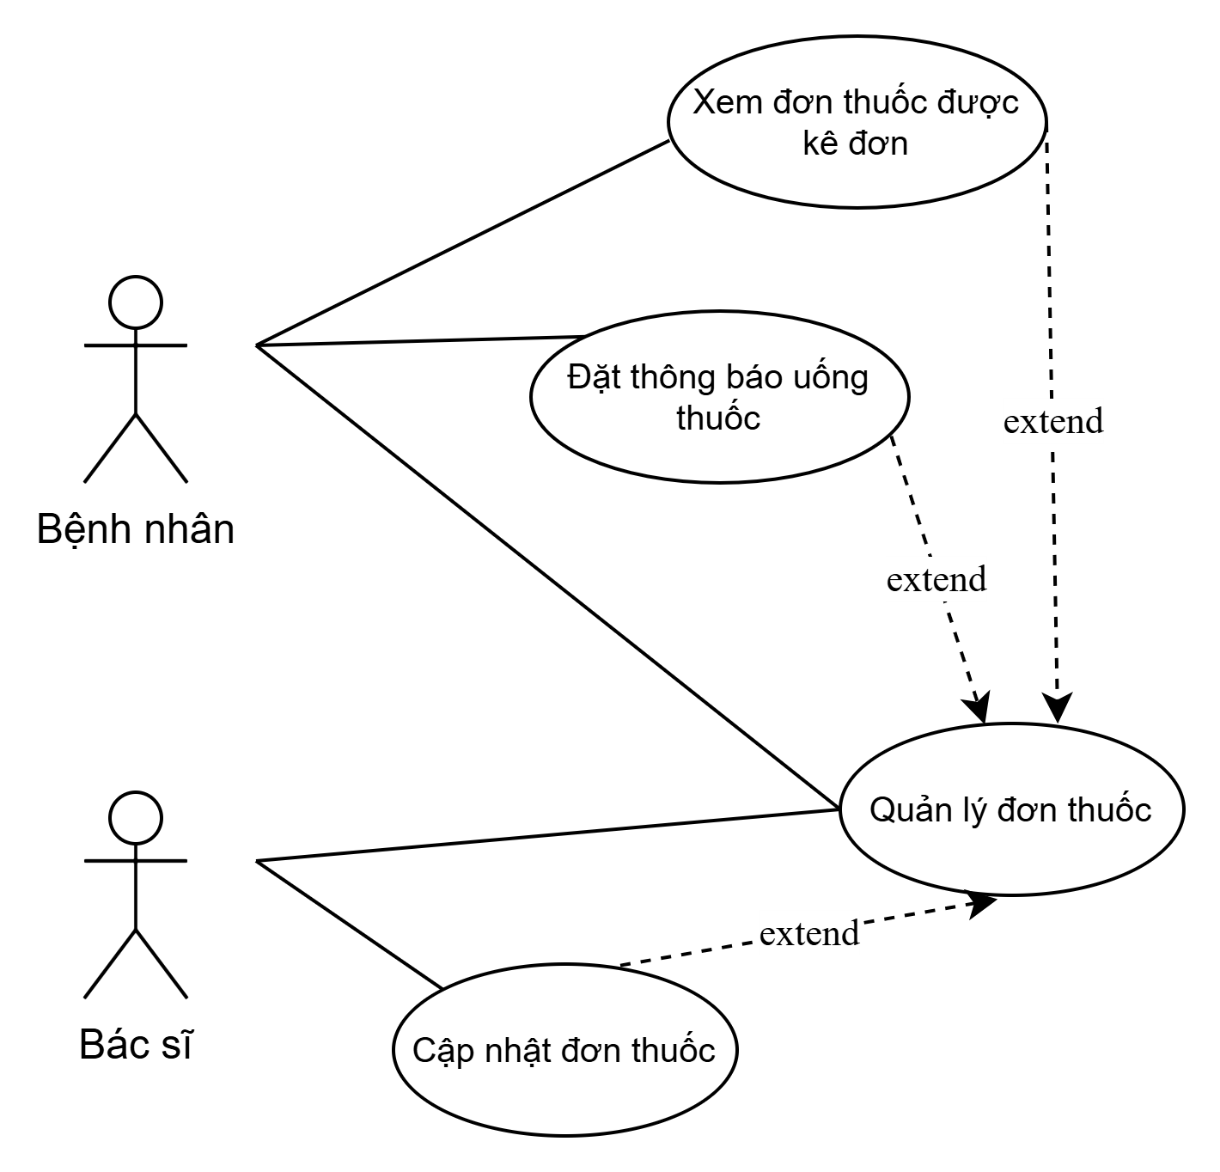 Xem đơn thuốc được
kê đơn
Đặt thông báo uống
thuốc
extend
Bệnh nhân
extend
Quản lý đơn thuốc
extend
Bác sĩ
Cập nhật đơn thuốc